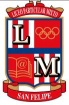 LICEO PARTICULAR MIXTO
L
M
SAN FELIPE